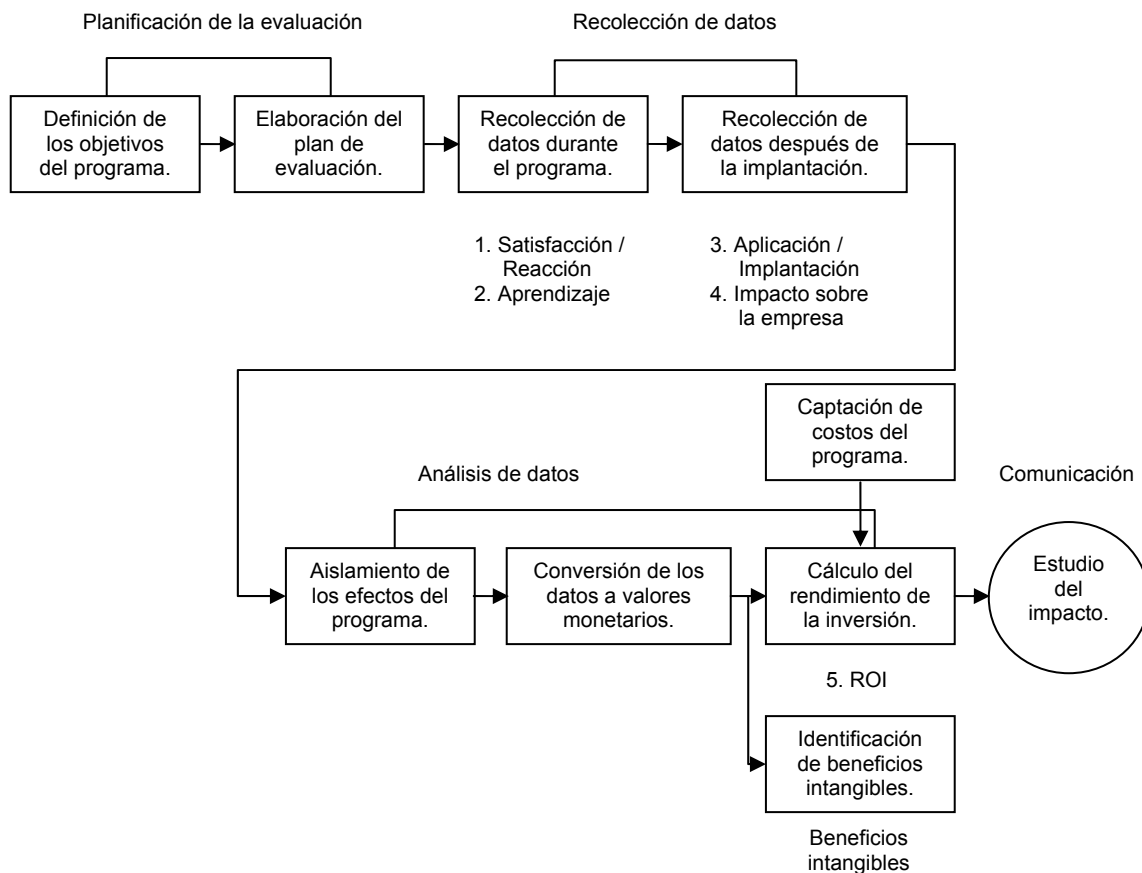 Planificación de la evaluación
Recolección de datos
Definición de
los objetivos
del programa.
Elaboración del
plan de
evaluación.
Recolección de
datos durante
el programa.
Recolección de
datos después de
la implantación.
1. Satisfacción /
Reacción
2. Aprendizaje
3. Aplicación /
Implantación
4. Impacto sobre
la empresa
Captación de
costos del
programa.
Análisis de datos
Comunicación
Aislamiento de
los efectos del
programa.
Conversión de los
datos a valores
monetarios.
Cálculo del
rendimiento de
la inversión.
Estudio
del
impacto.
5. ROI
Identificación
de beneficios
intangibles.
Beneficios
intangibles